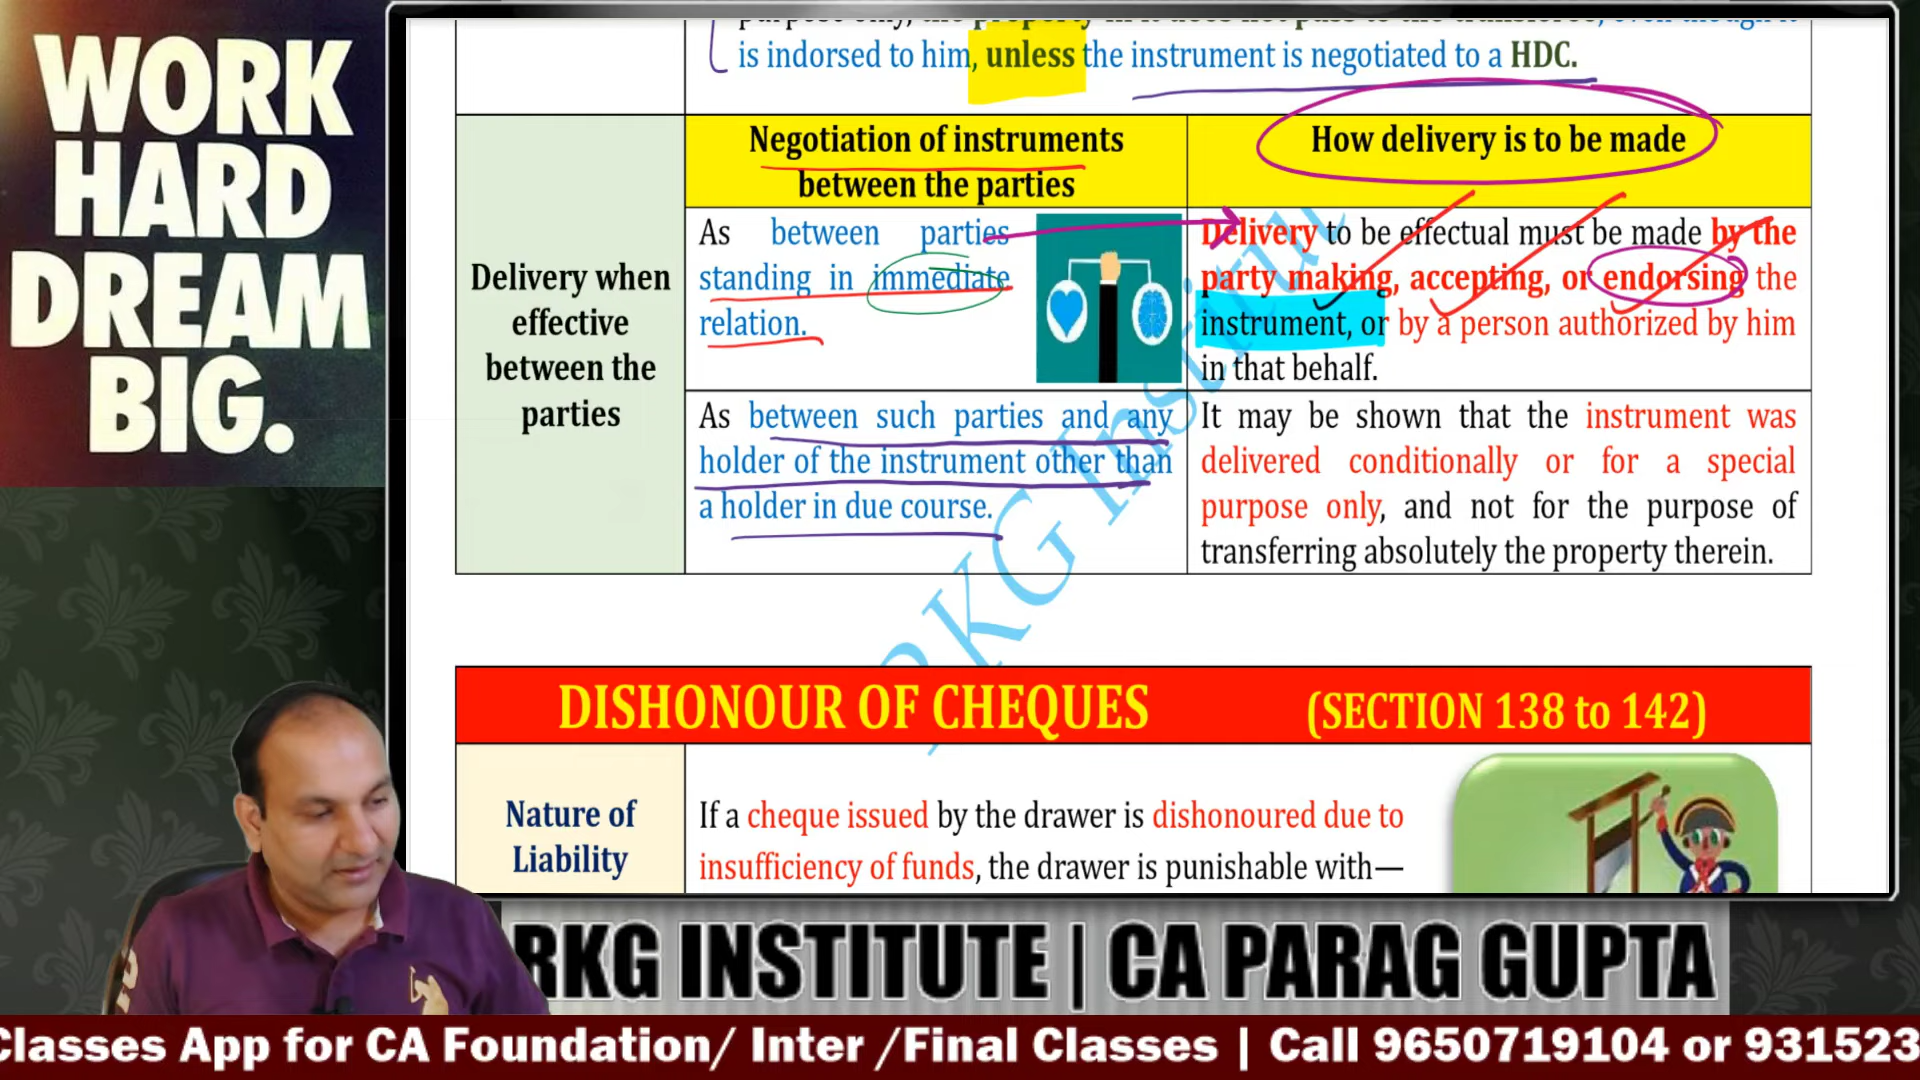 WORK
HARD
DREAM
BIG.
is indorsed to him, unless the instrument is negotiated to a HDC.
Negotiation of instruments
between the parties
How delivery is to be made
Delivery when
effective
between the
parties
As between parties
standing in immediate
relation.
Delivery to be effectual must be made by the
party making, accepting, or endorsing the
instrument, or by a person authorized by him
in that behalf.
As between such parties and any
holder of the instrument other than
a holder in due course.
It may be shown that the instrument was
delivered conditionally or for a special
purpose only, and not for the purpose of
transferring absolutely the property therein.
RKG Institu
DISHONOUR OF CHEQUES (SECTION 138 to 142)
Nature of
Liability
If a cheque issued by the drawer is dishonoured due to
insufficiency of funds, the drawer is punishable with—
RKG INSTITUTE | CA PARAG GUPTA
Classes App for CA Foundation/ Inter /Final Classes | Call 9650719104 or 931523